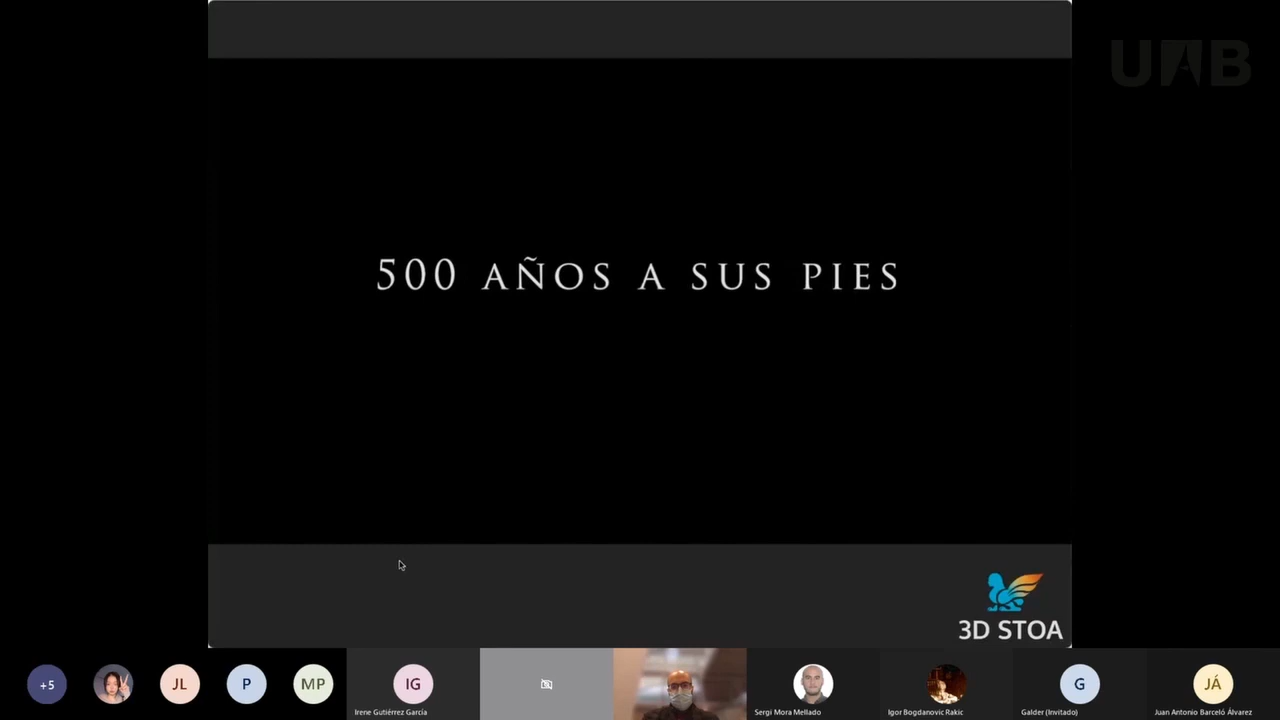 UAB
500 AÑOS A SUS PIES
3D STOA
+5
JL
P
MP
IG
G
JÁ
Irene Gutiérrez García
Sergi Mora Mellado
Igor Bogdanovic Rakic
Galder (Invitado)
Juan Antonio Barceló Álvarez